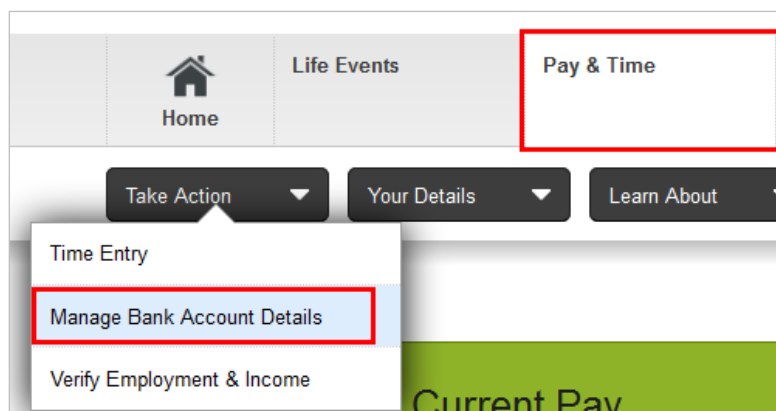 Home
Life Events
Pay & Time
Take Action
Your Details
Learn About
Time Entry
Manage Bank Account Details
Verify Employment & Income
Current Pay